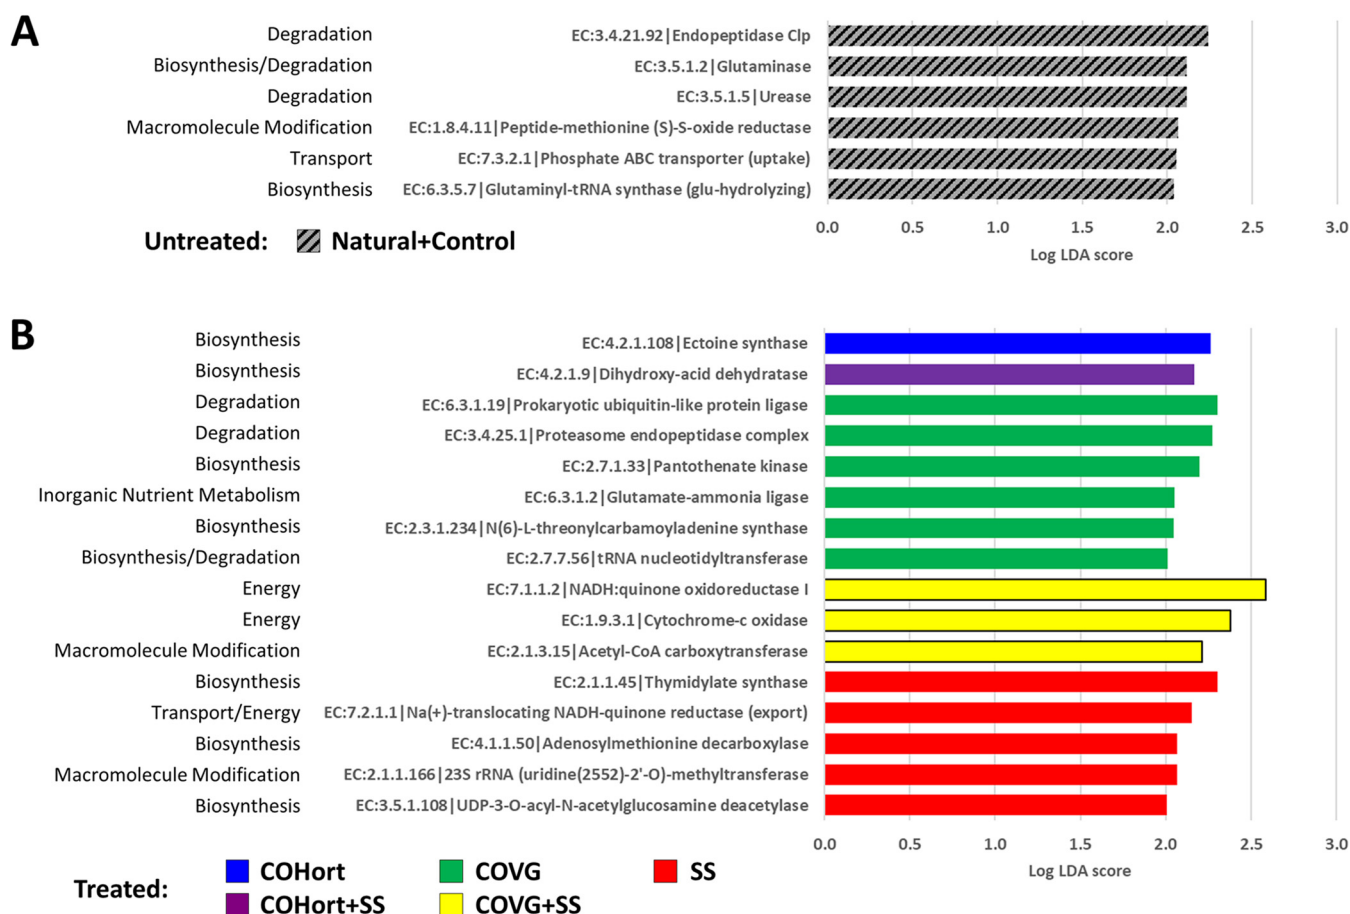 A
Degradation EC:3.4.21.92|Endopeptidase Clp
Biosynthesis/Degradation EC:3.5.1.2|Glutaminase
Degradation EC:3.5.1.5|Urease
Macromolecule Modification EC:1.8.4.11|Peptide-methionine (S)-S-oxide reductase
Transport EC:7.3.2.1|Phosphate ABC transporter (uptake)
Biosynthesis EC:6.3.5.7|Glutaminyl-tRNA synthase (glu-hydrolyzing)
0.0 0.5 1.0 1.5 2.0 2.5 3.0
Log LDA score
Untreated: Natural+Control
B
Biosynthesis EC:4.2.1.108|Ectoine synthase
Biosynthesis EC:4.2.1.9|Dihydroxy-acid dehydratase
Degradation EC:6.3.1.19|Prokaryotic ubiquitin-like protein ligase
Degradation EC:3.4.25.1|Proteasome endopeptidase complex
Biosynthesis EC:2.7.1.33|Pantothenate kinase
Inorganic Nutrient Metabolism EC:6.3.1.2|Glutamate-ammonia ligase
Biosynthesis EC:2.3.1.234|N(6)-L-threonylcarbamoyladenine synthase
Biosynthesis/Degradation EC:2.7.7.56|tRNA nucleotidyltransferase
Energy EC:7.1.1.2|NADH:quinone oxidoreductase I
Energy EC:1.9.3.1|Cytochrome-c oxidase
Macromolecule Modification EC:2.1.3.15|Acetyl-CoA carboxytransferase
Biosynthesis EC:2.1.1.45|Thymidylate synthase
Transport/Energy EC:7.2.1.1|Na(+)-translocating NADH-quinone reductase (export)
Biosynthesis EC:4.1.1.50|Adenosylmethionine decarboxylase
Macromolecule Modification EC:2.1.1.166|23S rRNA (uridine(2552)-2'-O)-methyltransferase
Biosynthesis EC:3.5.1.108|UDP-3-O-acyl-N-acetylglucosamine deacetylase
0.0 0.5 1.0 1.5 2.0 2.5 3.0
Log LDA score
Treated: COHort COVG SS
COHort+SS COVG+SS